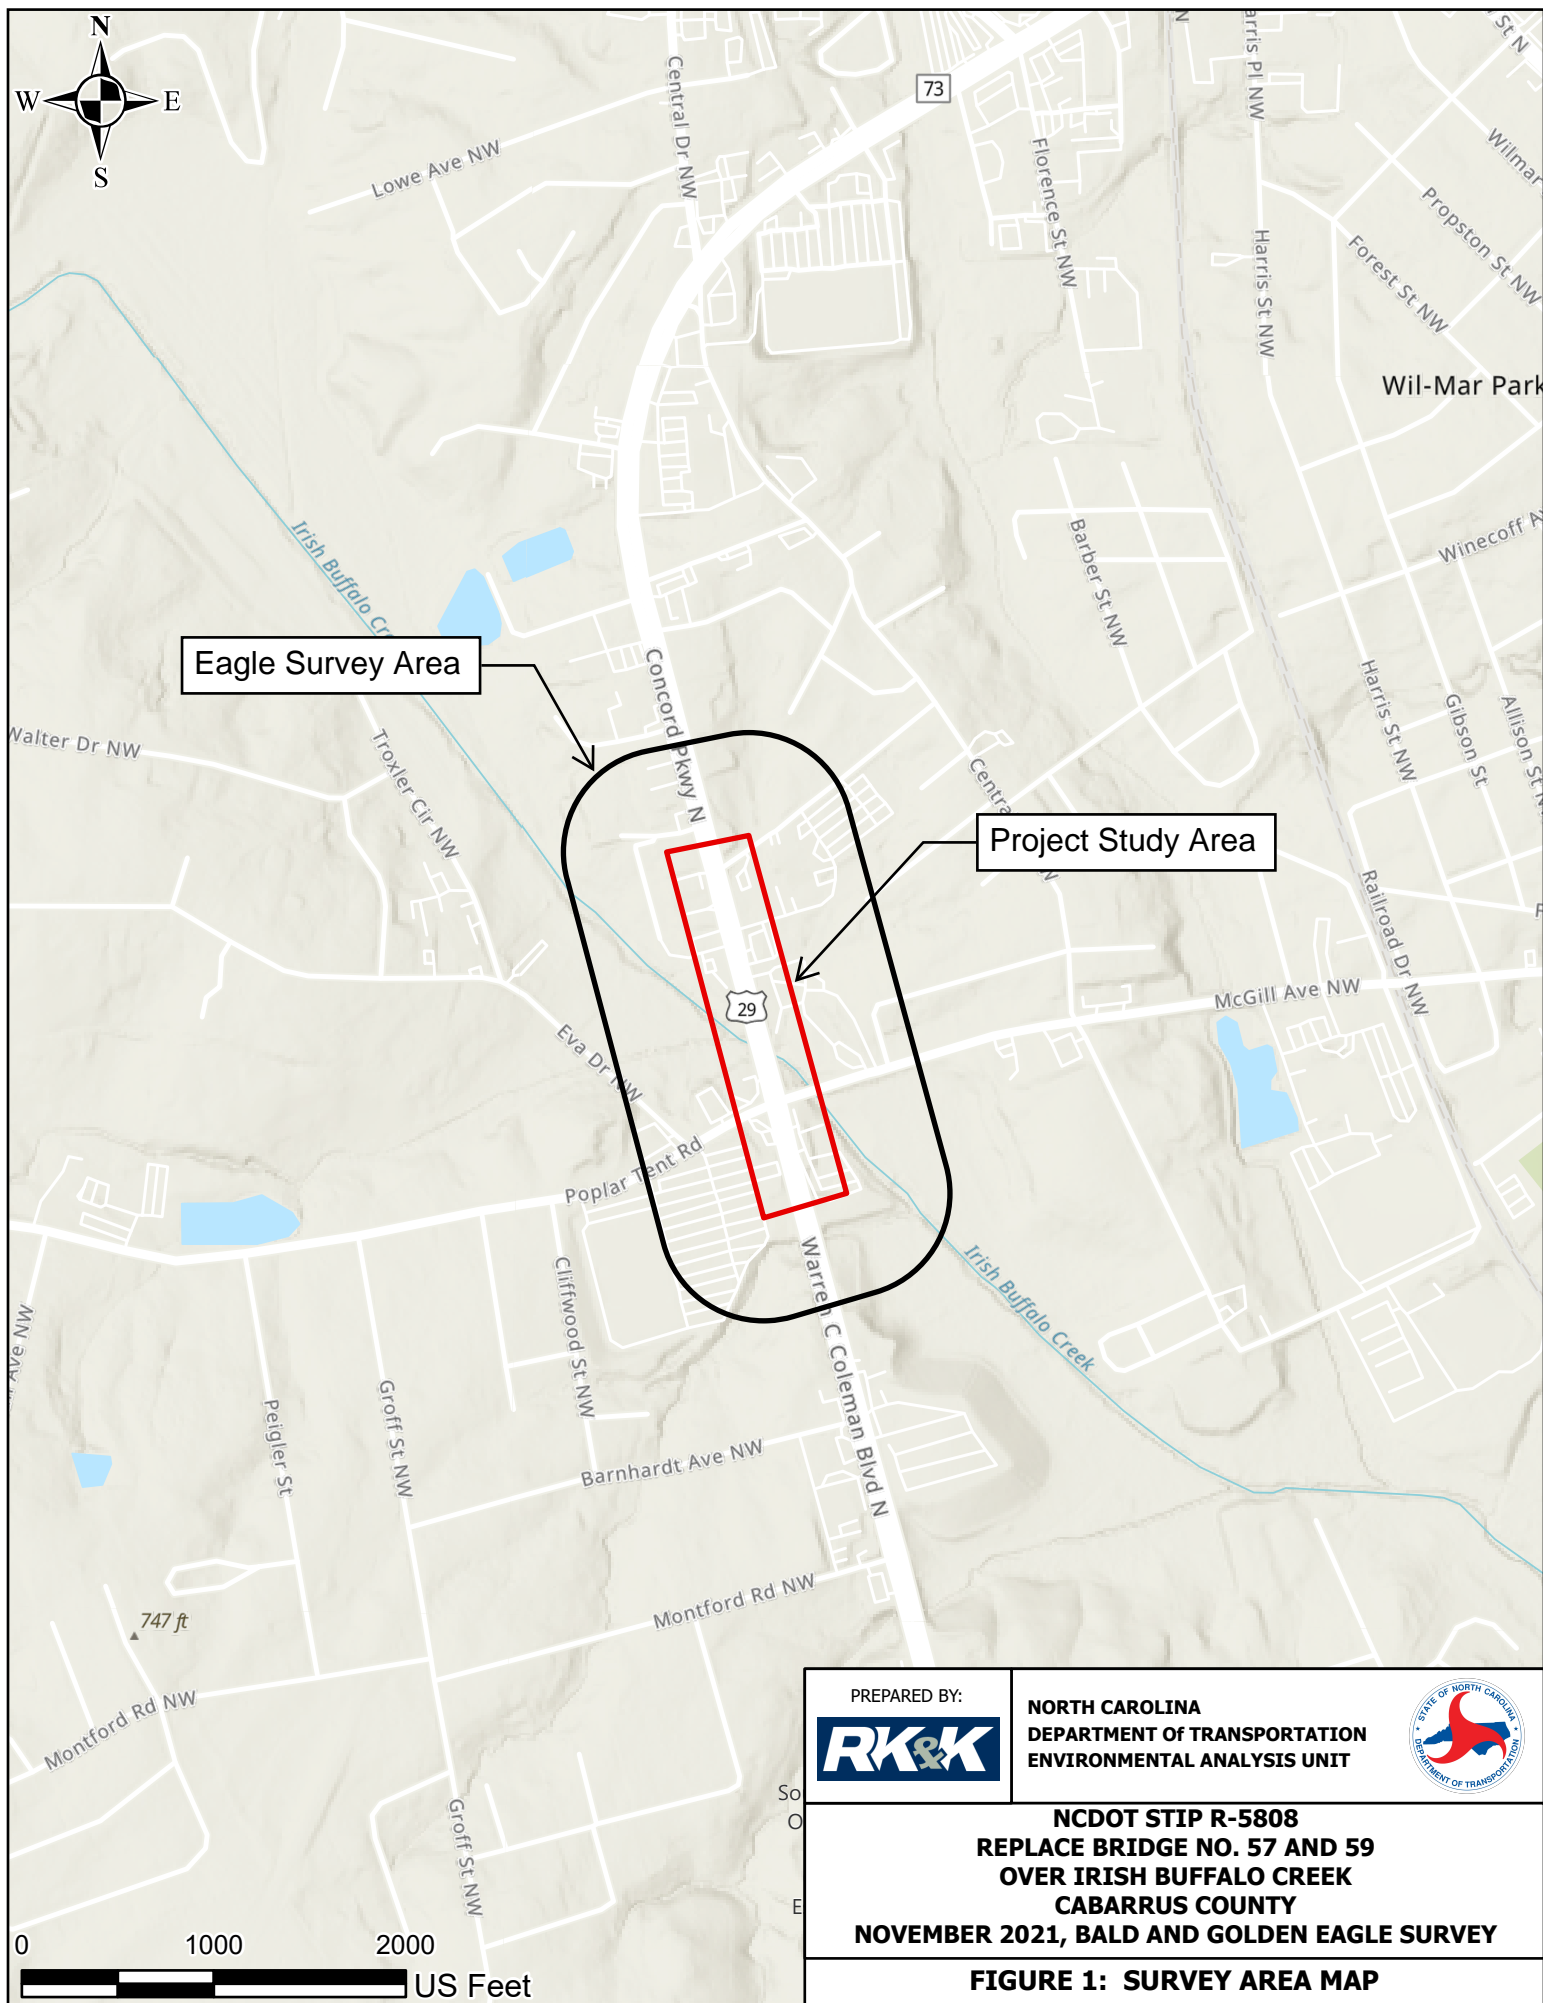 N
W
E
S
73
Central Dr NW
Lowe Ave NW
Florence St NW
Harris St NW
Propston St NW
Forest St NW
Wil-Mar Park
Irish Buffalo
Barber St NW
Winecoff
Eagle Survey Area
Concord Pkwy N
Walter Dr NW
Troxler Cir NW
Harris St NW
Gibson St
Allison St
Project Study Area
Railroad Dr NW
29
McGill Ave NW
Eva Dr NW
Poplar Tent Rd
Cliffwood St NW
Warren C Coleman Blvd N
Irish Buffalo Creek
Ave NW
Peigler St
Groff St NW
Barnhardt Ave NW
747 ft
Montford Rd NW
Montford Rd NW
Groff St NW
PREPARED BY:
RK&K
NORTH CAROLINA
DEPARTMENT Of TRANSPORTATION
ENVIRONMENTAL ANALYSIS UNIT
STATE OF NORTH CAROLINA
DEPARTMENT OF TRANSPORTATION
NCDOT STIP R-5808
REPLACE BRIDGE NO. 57 AND 59
OVER IRISH BUFFALO CREEK
CABARRUS COUNTY
NOVEMBER 2021, BALD AND GOLDEN EAGLE SURVEY
FIGURE 1: SURVEY AREA MAP
0 1000 2000
US Feet